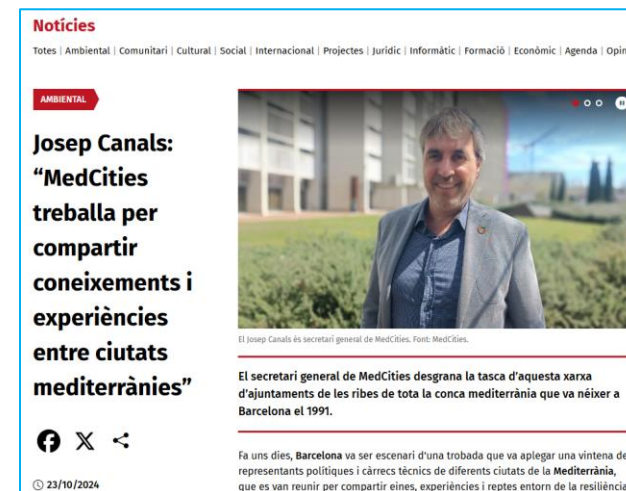 Notícies
Totes | Ambiental | Comunitari | Cultural | Social | Internacional | Projectes | Jurídic | Informàtic | Formació | Econòmic | Agenda | Opin
AMBIENTAL
Josep Canals:
“MedCities
treballa per
compartir
coneixements i
experiències
entre ciutats
mediterrànies”
23/10/2024
El Josep Canals és secretari general de MedCities. Font: MedCities.
El secretari general de MedCities desgrana la tasca d'aquesta xarxa
d'ajuntaments de les ribes de tota la conca mediterrània que va néixer a
Barcelona el 1991.
Fa uns dies, Barcelona va ser escenari d'una trobada que va aplegar una vintena de
representants polítiques i càrrecs tècnics de diferents ciutats de la Mediterrània,
que es van reunir per compartir eines, experiències i reptes entorn de la resiliència